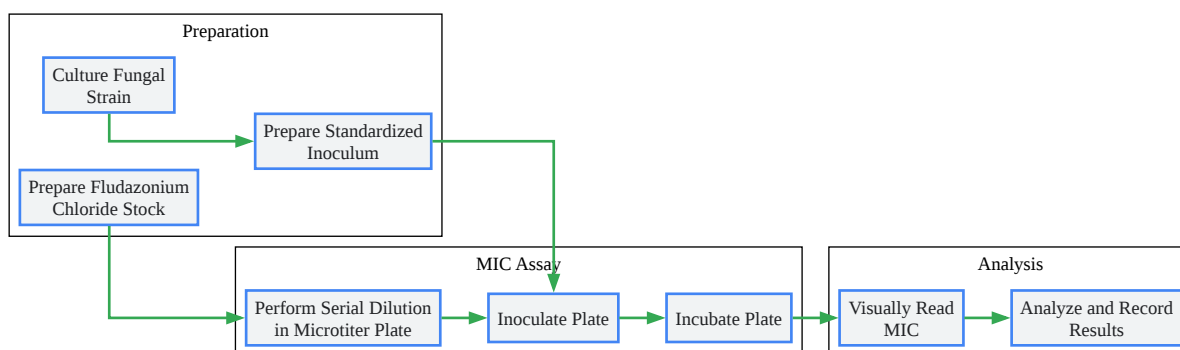 Preparation
Culture Fungal
Strain
Prepare Standardized
Inoculum
Prepare Fludazonium
Chloride Stock
MIC Assay
Perform Serial Dilution
in Microtiter Plate
Inoculate Plate
Incubate Plate
Analysis
Visually Read
MIC
Analyze and Record
Results